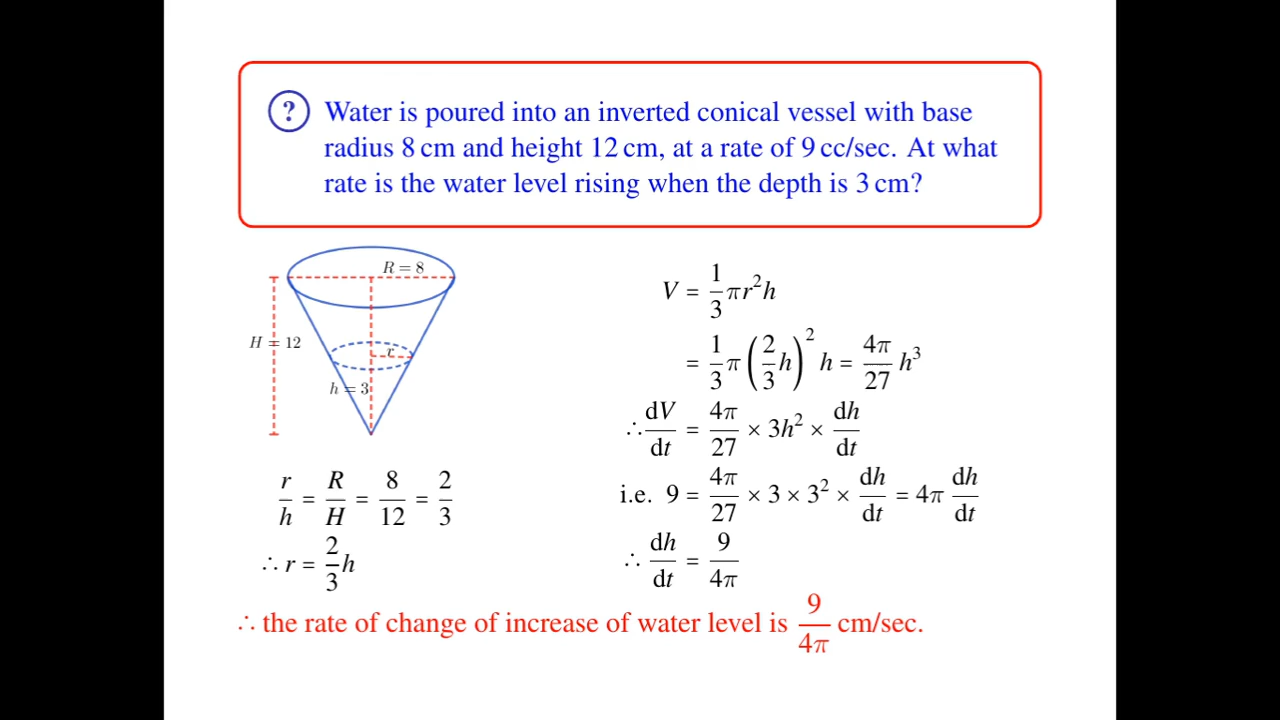 ? Water is poured into an inverted conical vessel with base
radius 8 cm and height 12 cm, at a rate of 9 cc/sec. At what
rate is the water level rising when the depth is 3 cm?
R = 8
H = 12
r
h = 3
r/h = R/H = 8/12 = 2/3
∴ r = 2/3 h
V = 1/3 πr²h
= 1/3 π (2/3 h)² h = 4π/27 h³
∴ dV/dt = 4π/27 × 3h² × dh/dt
i.e. 9 = 4π/27 × 3 × 3² × dh/dt = 4π dh/dt
∴ dh/dt = 9/4π
∴ the rate of change of increase of water level is 9/4π cm/sec.